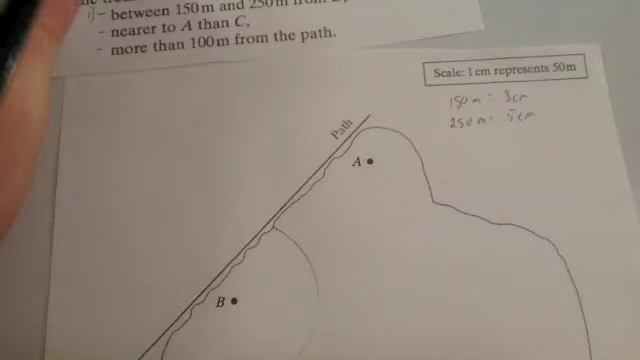 - between 150 m and 250 m from
- nearer to A than C,
- more than 100 m from the path.
Scale: 1 cm represents 50 m
150 m = 3 cm
250 m = 5 cm
Path
A
B